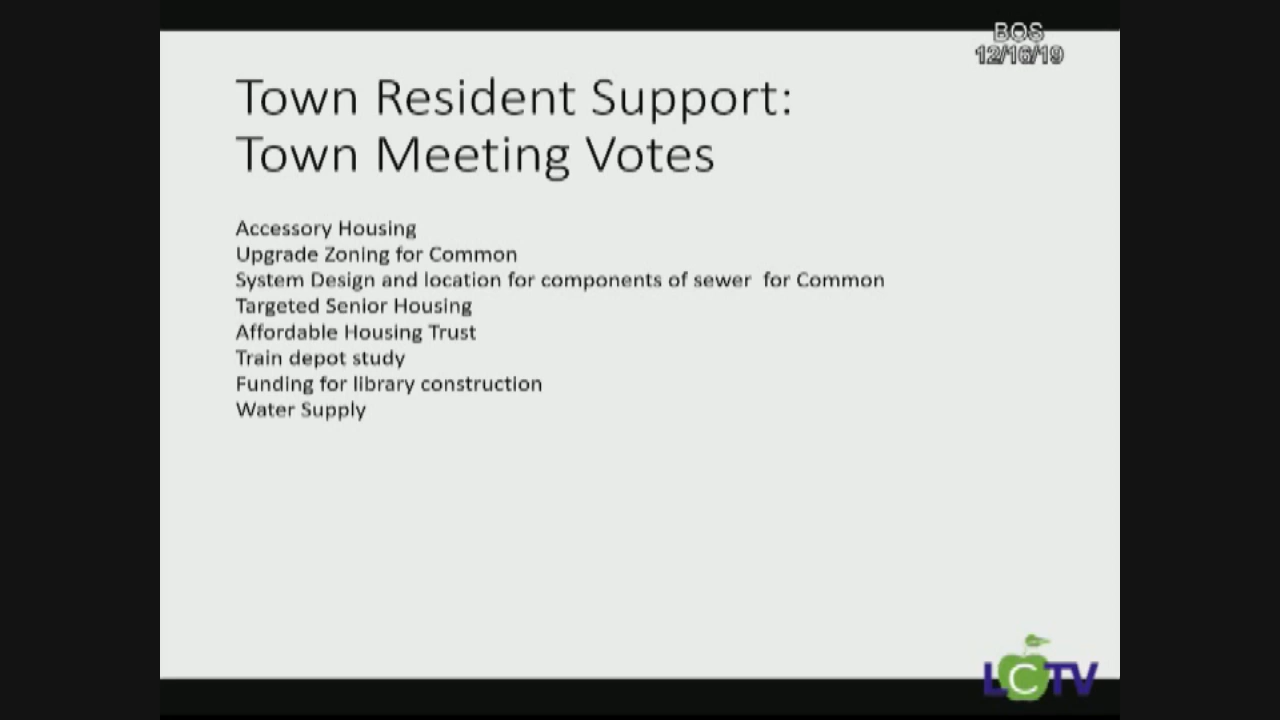 BOS
12/16/19
Town Resident Support:
Town Meeting Votes
Accessory Housing
Upgrade Zoning for Common
System Design and location for components of sewer  for Common
Targeted Senior Housing
Affordable Housing Trust
Train depot study
Funding for library construction
Water Supply
LCTV